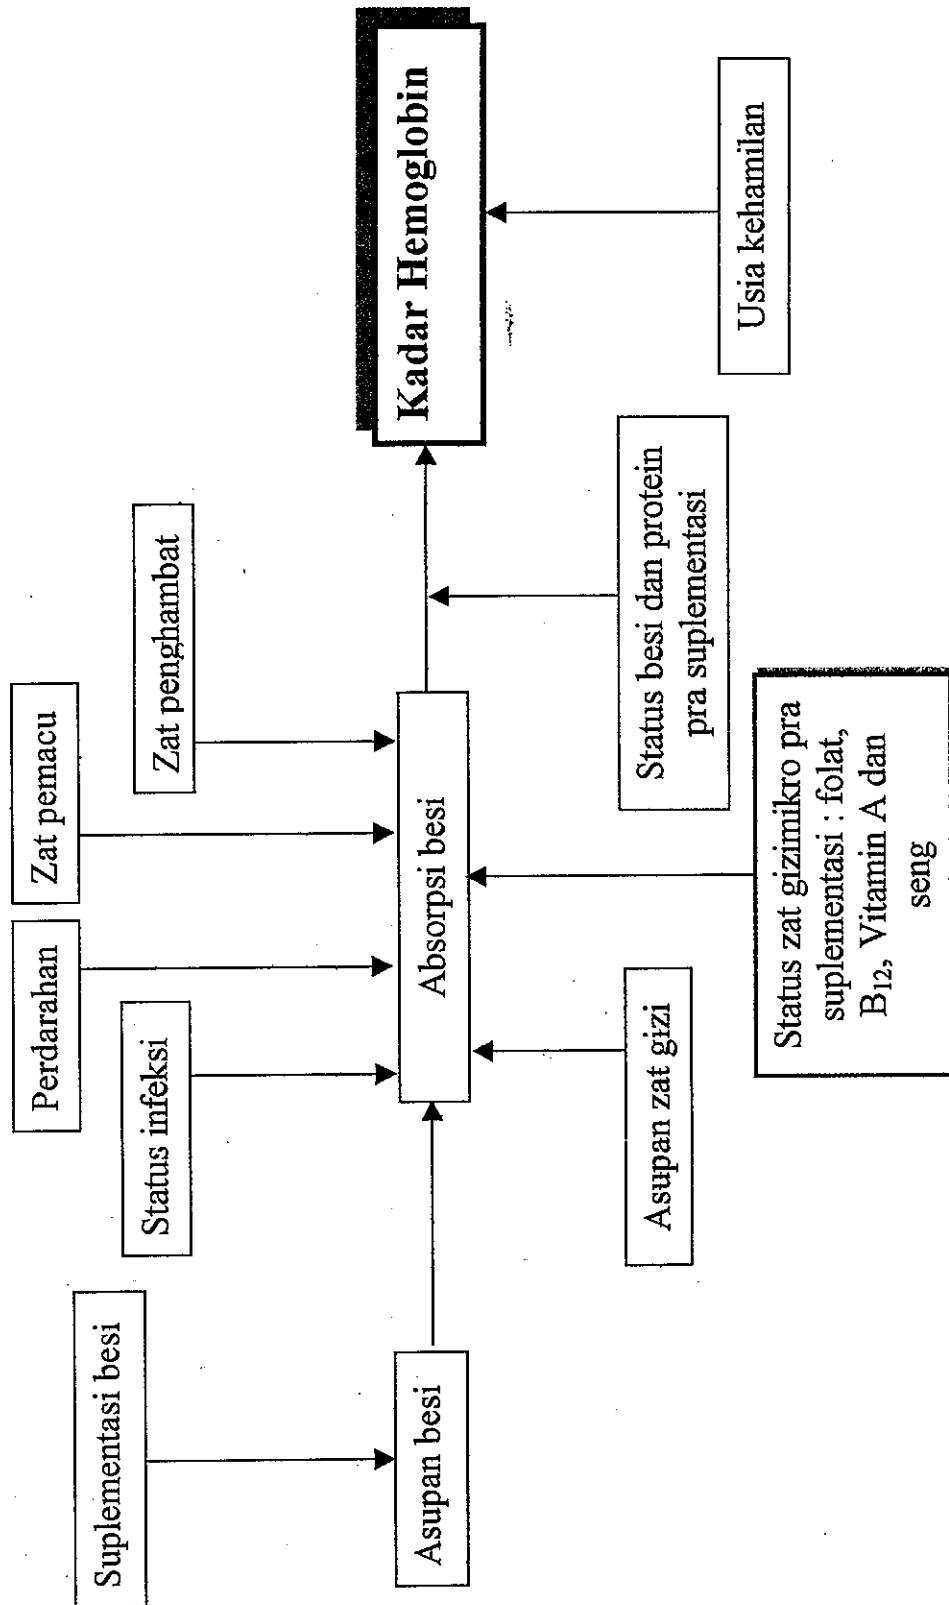 Perdarahan
Zat pemacu
Status infeksi
Zat penghambat
Suplementasi besi
Asupan besi
Absorpsi besi
Kadar Hemoglobin
Asupan zat gizi
Status besi dan protein
pra suplementasi
Usia kehamilan
Status zat gizimikro pra
suplementasi : folat,
B₁₂, Vitamin A dan
seng